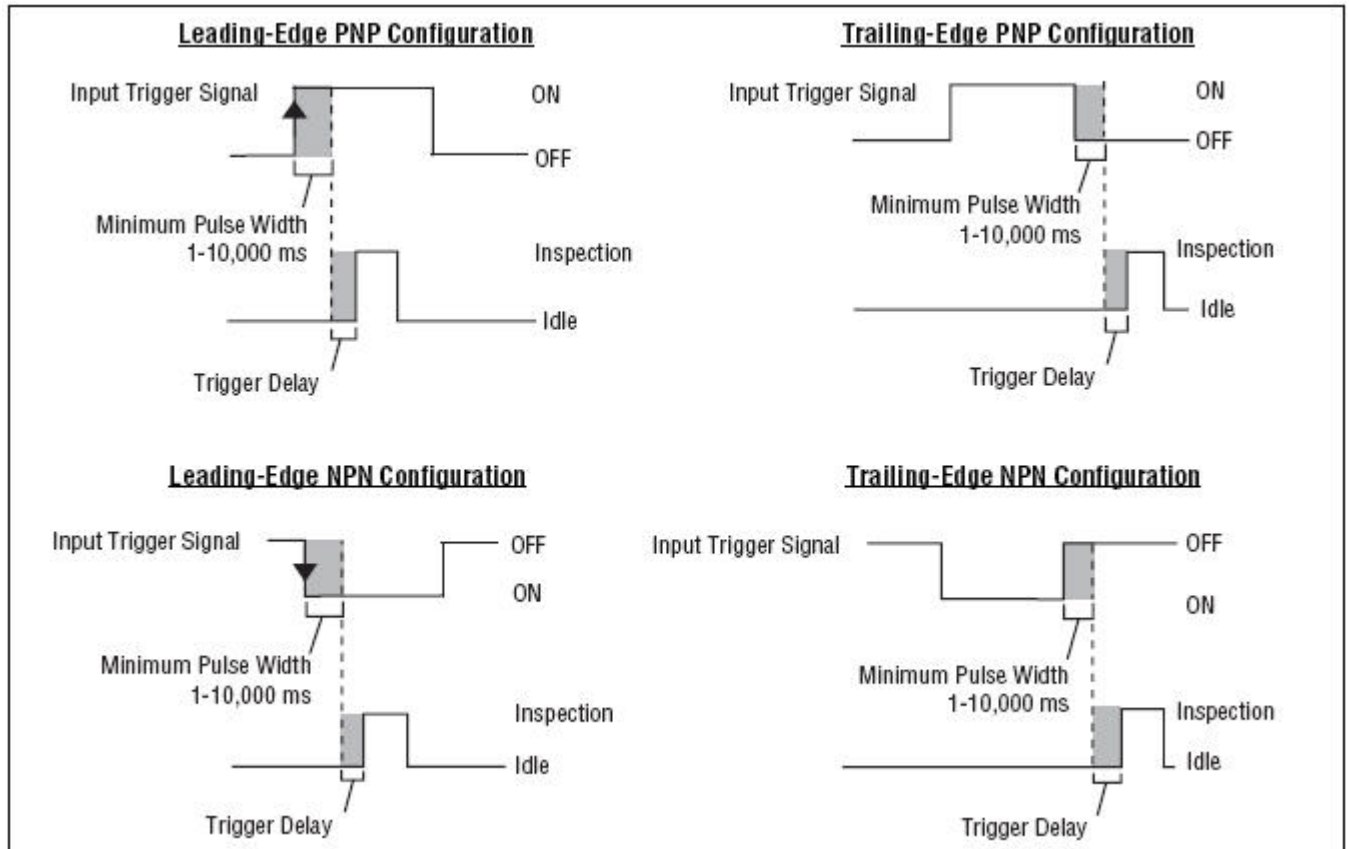 Leading-Edge PNP Configuration
Input Trigger Signal
ON
OFF
Minimum Pulse Width
1-10,000 ms
Inspection
Idle
Trigger Delay
Trailing-Edge PNP Configuration
Input Trigger Signal
ON
OFF
Minimum Pulse Width
1-10,000 ms
Inspection
Idle
Trigger Delay
Leading-Edge NPN Configuration
Input Trigger Signal
OFF
ON
Minimum Pulse Width
1-10,000 ms
Inspection
Idle
Trigger Delay
Trailing-Edge NPN Configuration
Input Trigger Signal
OFF
ON
Minimum Pulse Width
1-10,000 ms
Inspection
Idle
Trigger Delay